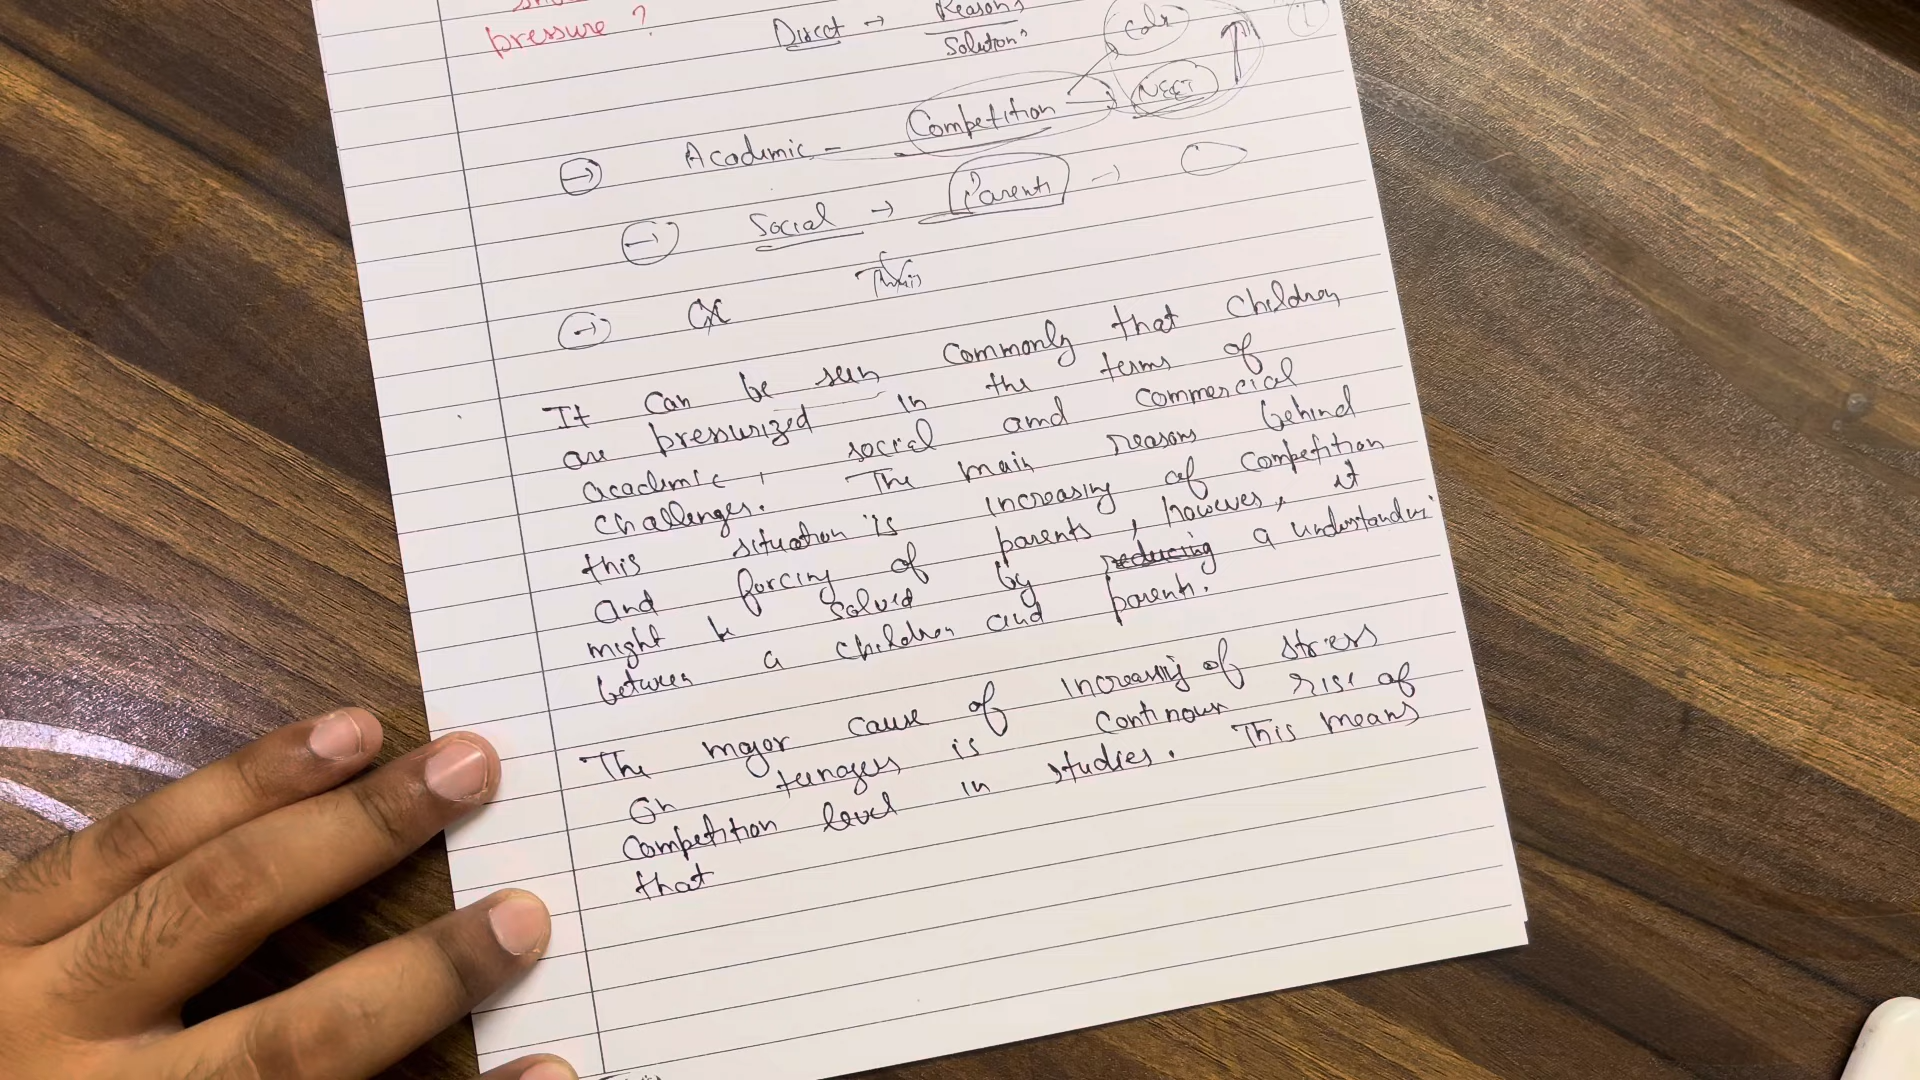 pressure ?
Direct → Reasons
Solutions
NEET
→ Academic - Competition →
→ Social → Parents →
→
It can be seen commonly that children
are pressurized in the terms of
academic, social and commercial
challenges. The main reasons behind
this situation is increasing of competition
and forcing of parents, however, it
might be solved by reducing a understandi
between a children and parents.
The major cause of increasing of stress
on teenagers is continour rise of
competition level in studies. This means
that